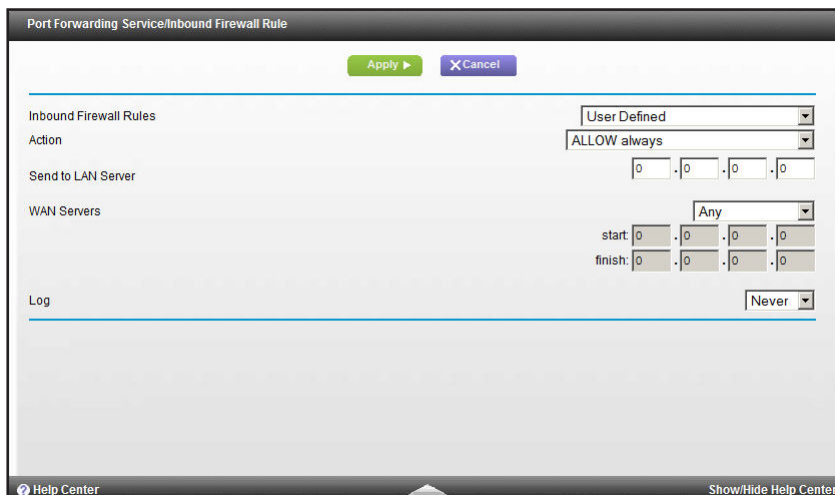 Port Forwarding Service/Inbound Firewall Rule
Apply Cancel
Inbound Firewall Rules User Defined
Action ALLOW always
Send to LAN Server 0 . 0 . 0 . 0
WAN Servers Any
start: 0 . 0 . 0 . 0
finish: 0 . 0 . 0 . 0
Log Never
? Help Center Show/Hide Help Center